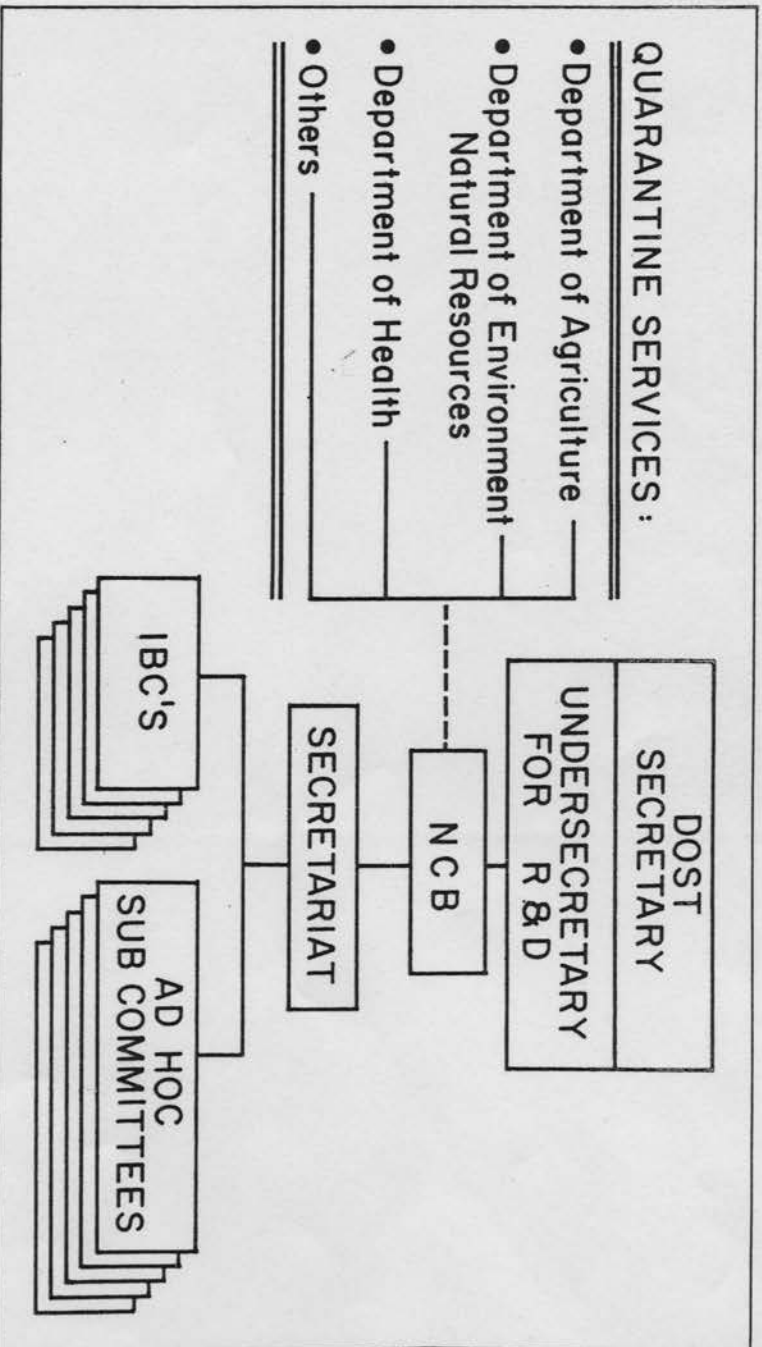 QUARANTINE SERVICES:
• Department of Agriculture
• Department of Environment
Natural Resources
• Department of Health
• Others
DOST
SECRETARY
UNDERSECRETARY
FOR R & D
NCB
SECRETARIAT
IBC'S
AD HOC
SUB COMMITTEES